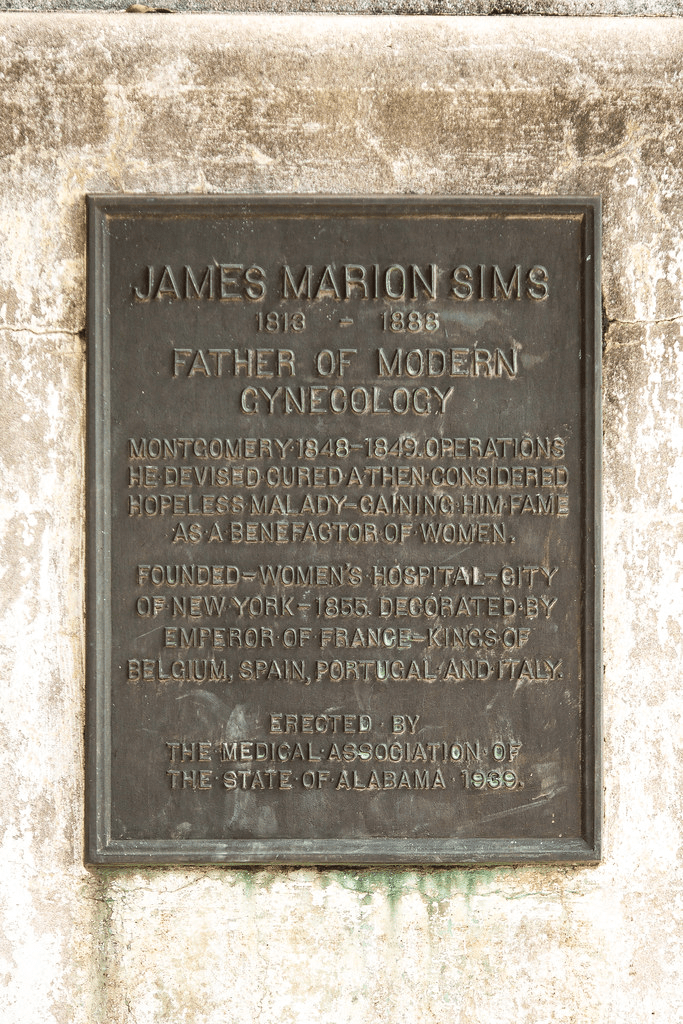 JAMES MARION SIMS
1813 - 1883
FATHER OF MODERN
GYNECOLOGY
MONTGOMERY·1848-1849. OPERATIONS
HE·DEVISED·CURED·A·THEN·CONSIDERED
HOPELESS MALADY-GAINING·HIM·FAME
AS·A·BENEFACTOR OF WOMEN.
FOUNDED-WOMEN'S HOSPITAL-CITY
OF NEW YORK-1855. DECORATED·BY
EMPEROR OF FRANCE-KINGS·OF
BELGIUM, SPAIN, PORTUGAL·AND·ITALY.
ERECTED · BY
THE·MEDICAL·ASSOCIATION·OF
THE·STATE·OF·ALABAMA·1939.